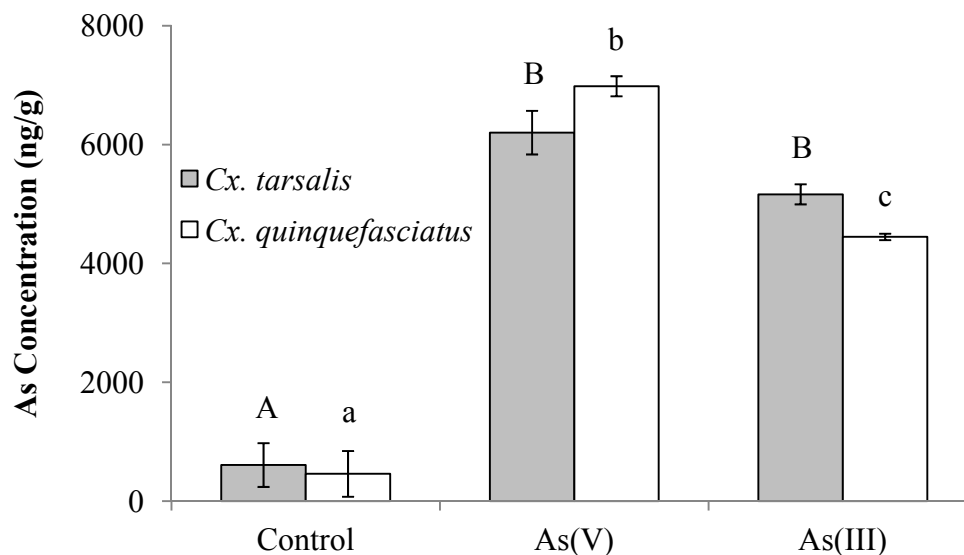 8000
6000
4000
2000
0
As Concentration (ng/g)
Cx. tarsalis
Cx. quinquefasciatus
A
a
B
b
B
c
Control
As(V)
As(III)